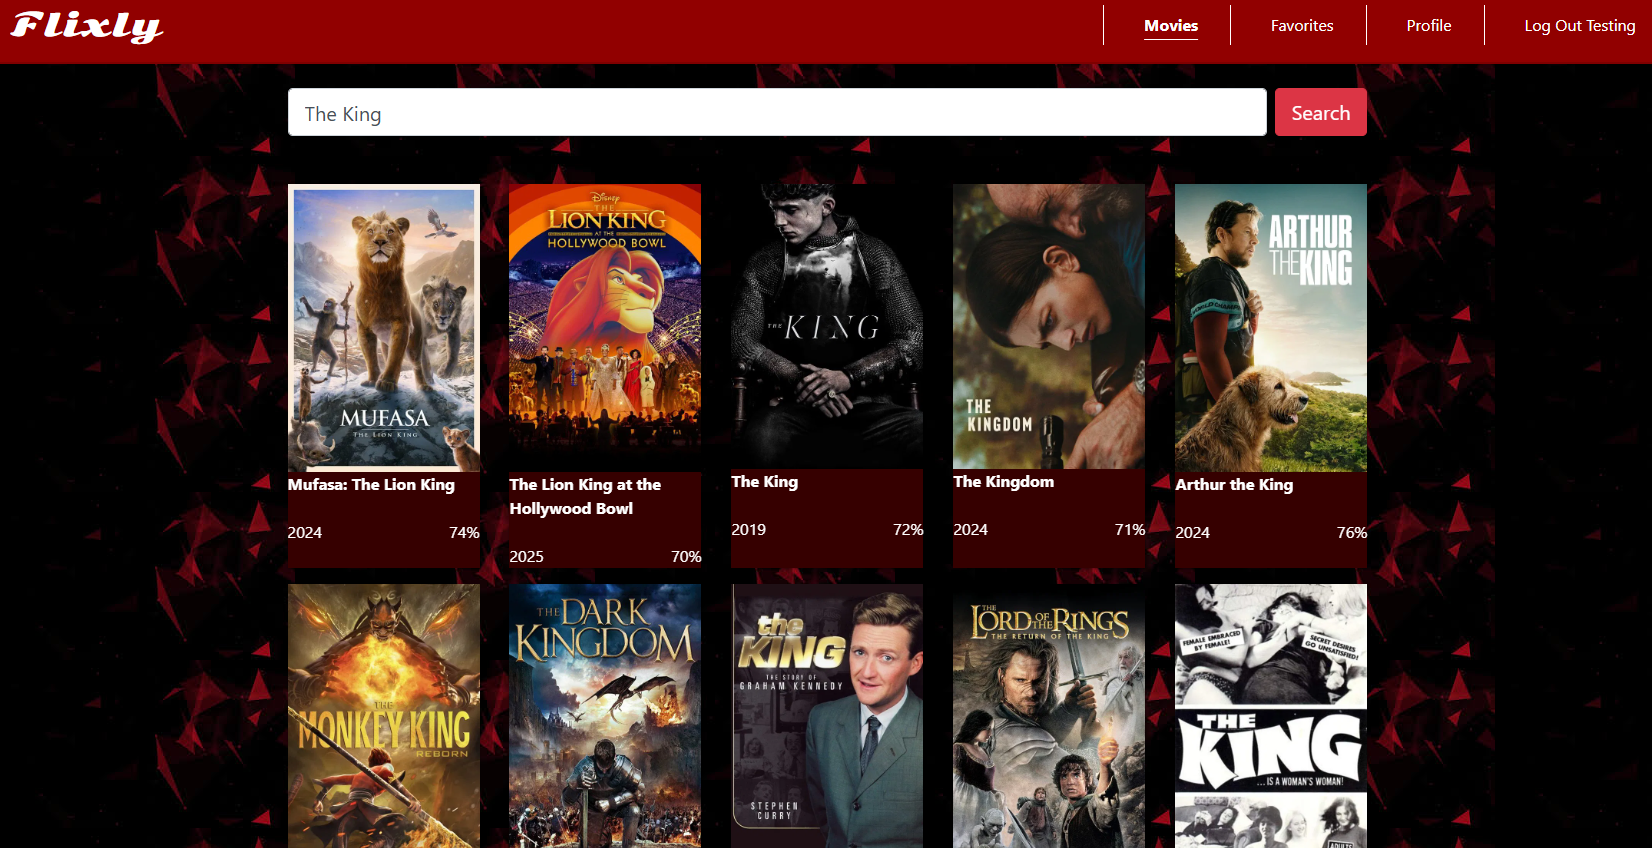 Flixly
Movies
Favorites
Profile
Log Out Testing
The King
Search
MUFASA
THE LION KING
Disney
THE
LION KING
AT THE
HOLLYWOOD BOWL
THE KING
THE
KINGDOM
ARTHUR
THE KING
Mufasa: The Lion King
2024 74%
The Lion King at the
Hollywood Bowl
2025 70%
The King
2019 72%
The Kingdom
2024 71%
Arthur the King
2024 76%
THE
MONKEY KING
REBORN
THE DARK
KINGDOM
the
KING
THE STORY OF
GRAHAM KENNEDY
STEPHEN
CURRY
THE
LORD OF THE RINGS
THE RETURN OF THE KING
FEMALE EMBRACED
BY FEMALE!
SECRET DESIRES
GO UNSATISFIED!
THE
KING
...IS A WOMAN'S WOMAN!
ADULTS